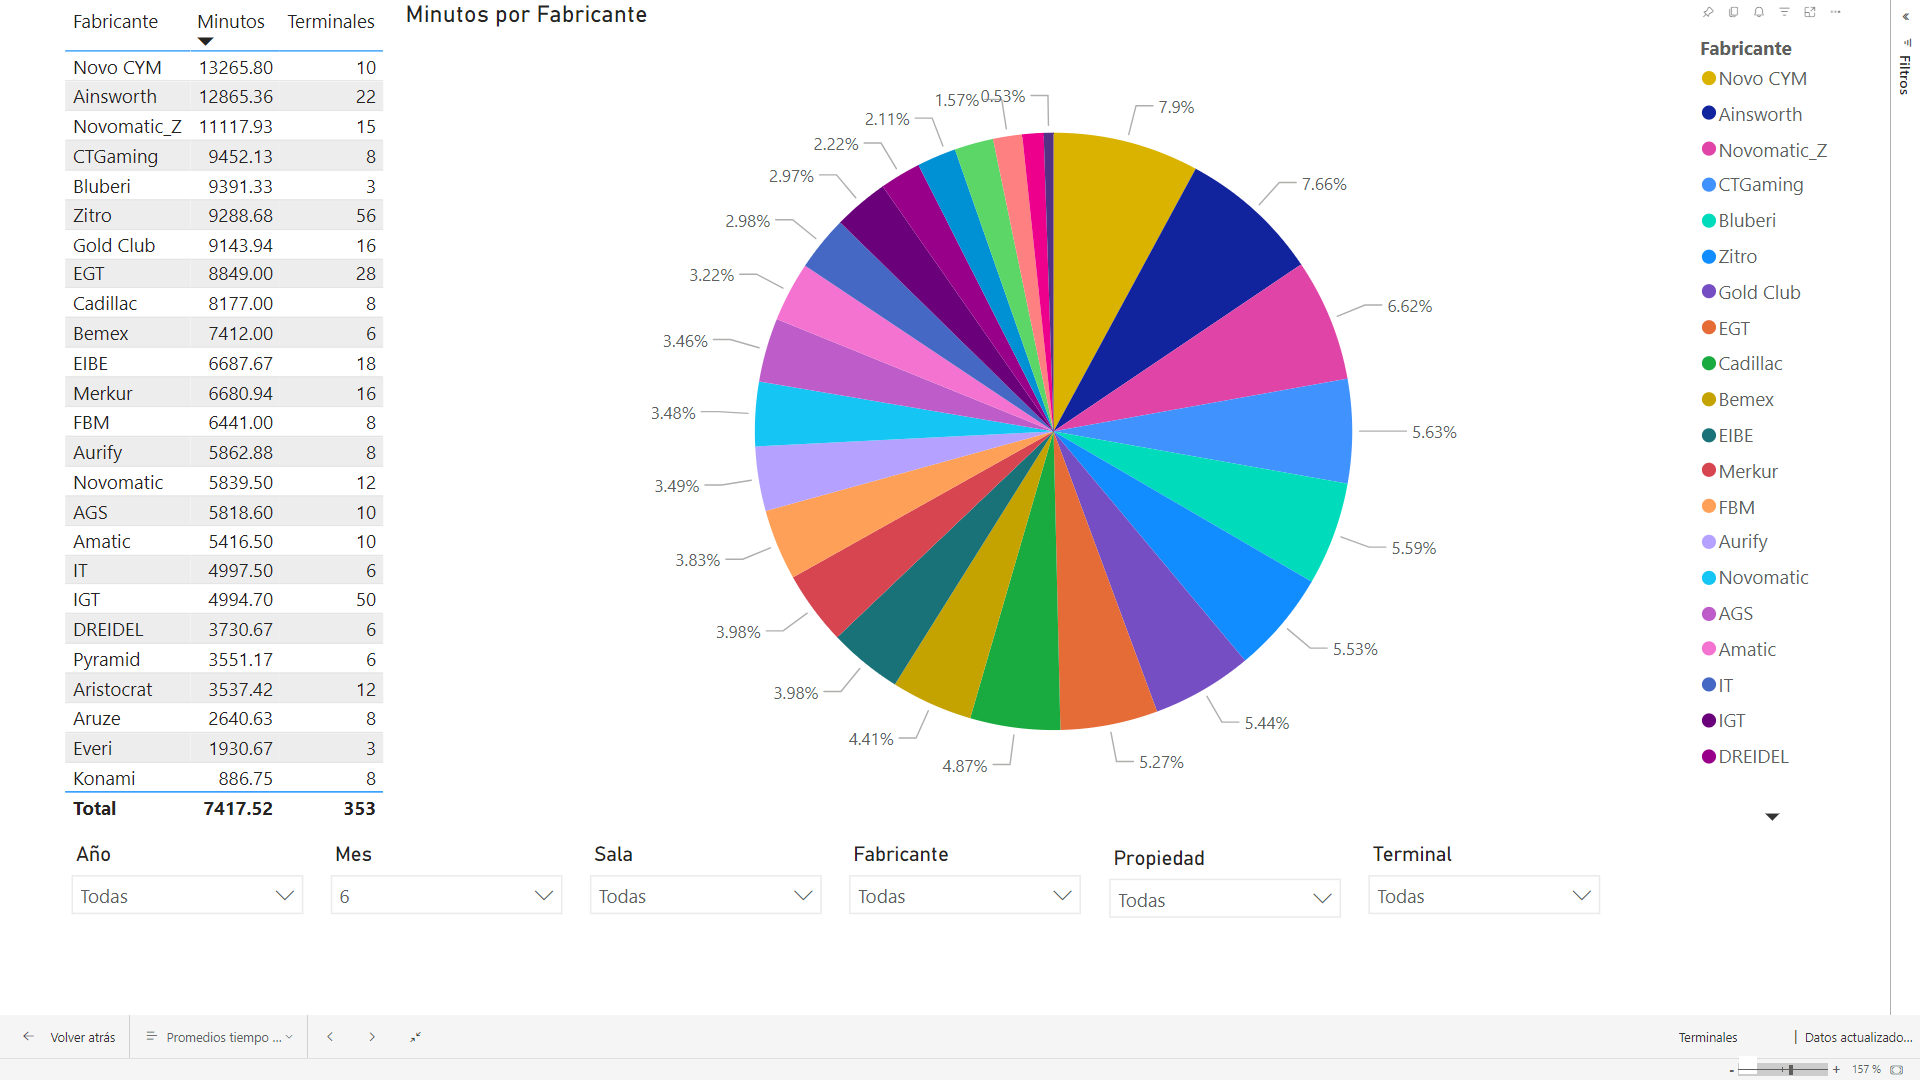 Fabricante Minutos Terminales
Novo CYM 13265.80 10
Ainsworth 12865.36 22
Novomatic_Z 11117.93 15
CTGaming 9452.13 8
Bluberi 9391.33 3
Zitro 9288.68 56
Gold Club 9143.94 16
EGT 8849.00 28
Cadillac 8177.00 8
Bemex 7412.00 6
EIBE 6687.67 18
Merkur 6680.94 16
FBM 6441.00 8
Aurify 5862.88 8
Novomatic 5839.50 12
AGS 5818.60 10
Amatic 5416.50 10
IT 4997.50 6
IGT 4994.70 50
DREIDEL 3730.67 6
Pyramid 3551.17 6
Aristocrat 3537.42 12
Aruze 2640.63 8
Everi 1930.67 3
Konami 886.75 8
Total 7417.52 353
Minutos por Fabricante
7.9%
7.66%
6.62%
5.63%
5.59%
5.53%
5.44%
5.27%
4.87%
4.41%
3.98%
3.98%
3.83%
3.49%
3.48%
3.46%
3.22%
2.98%
2.97%
2.22%
2.11%
1.57%
0.53%
Fabricante
Novo CYM
Ainsworth
Novomatic_Z
CTGaming
Bluberi
Zitro
Gold Club
EGT
Cadillac
Bemex
EIBE
Merkur
FBM
Aurify
Novomatic
AGS
Amatic
IT
IGT
DREIDEL
Filtros
Año Mes Sala Fabricante Propiedad Terminal
Todas 6 Todas Todas Todas Todas
Volver atrás Promedios tiempo ... Terminales | Datos actualizado...
- + 157 %